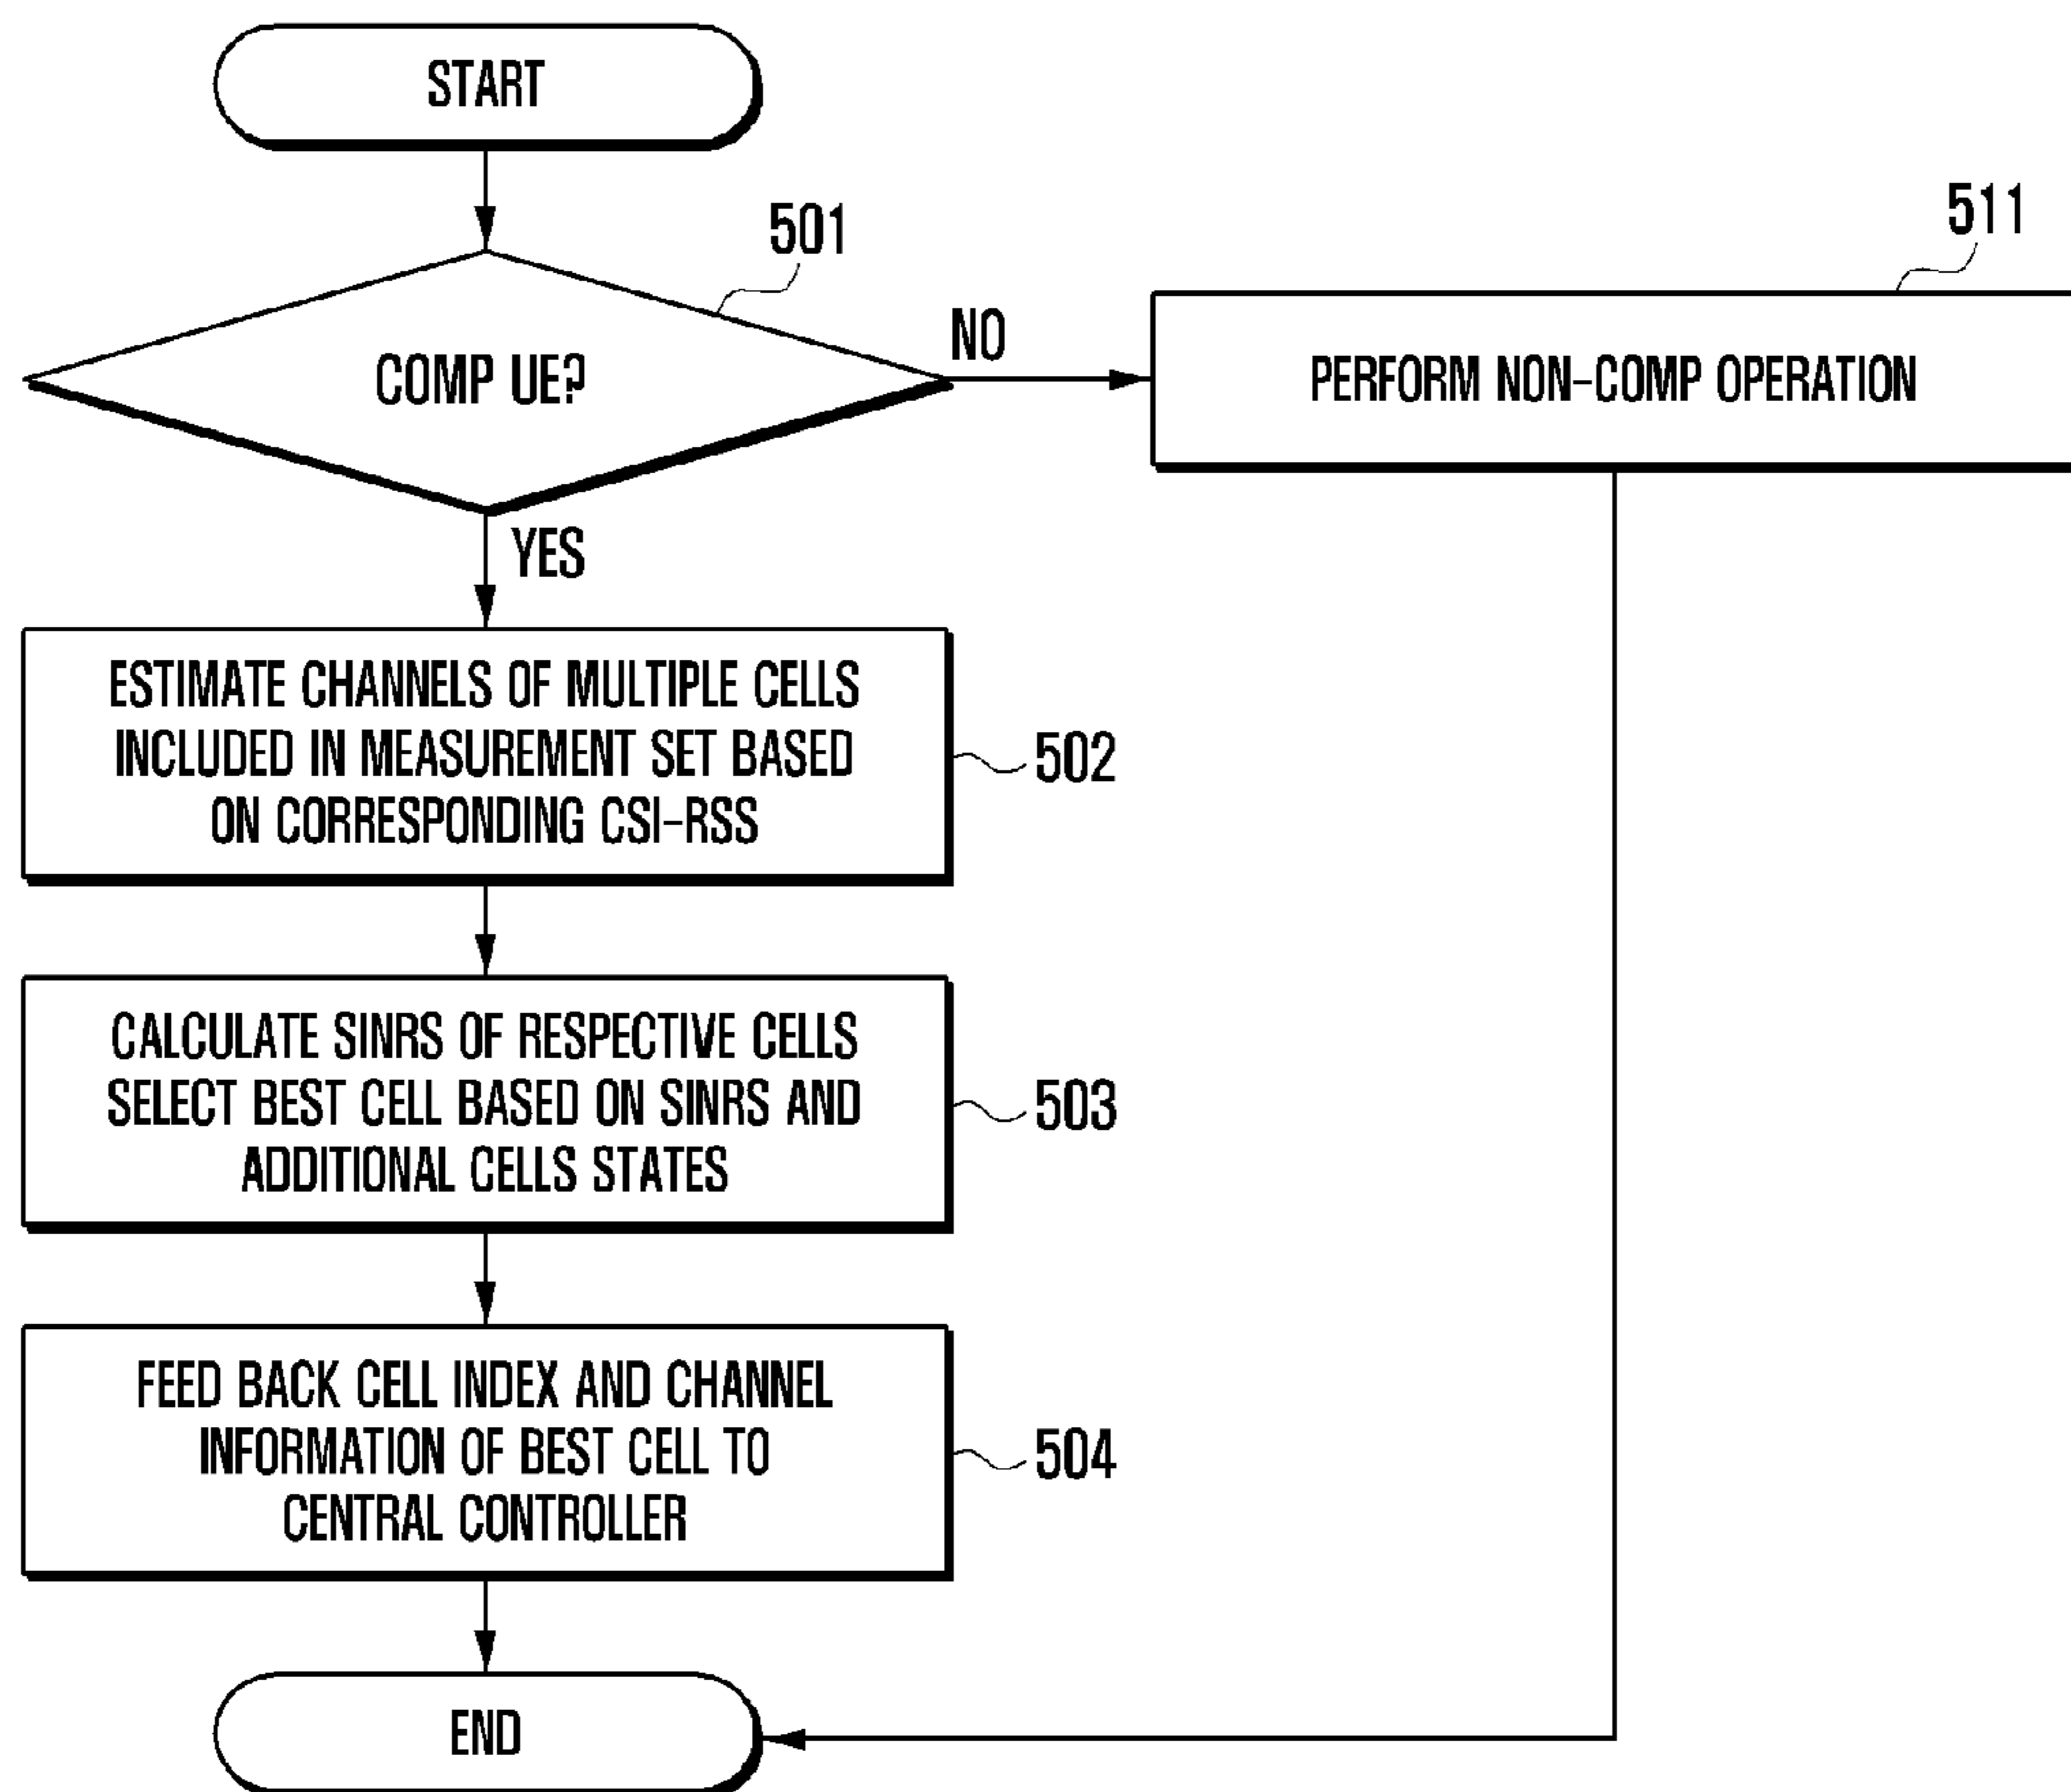 START
501
COMP UE?
NO
511
PERFORM NON-COMP OPERATION
YES
ESTIMATE CHANNELS OF MULTIPLE CELLS
INCLUDED IN MEASUREMENT SET BASED
ON CORRESPONDING CSI-RSS
502
CALCULATE SINRS OF RESPECTIVE CELLS
SELECT BEST CELL BASED ON SINRS AND
ADDITIONAL CELLS STATES
503
FEED BACK CELL INDEX AND CHANNEL
INFORMATION OF BEST CELL TO
CENTRAL CONTROLLER
504
END